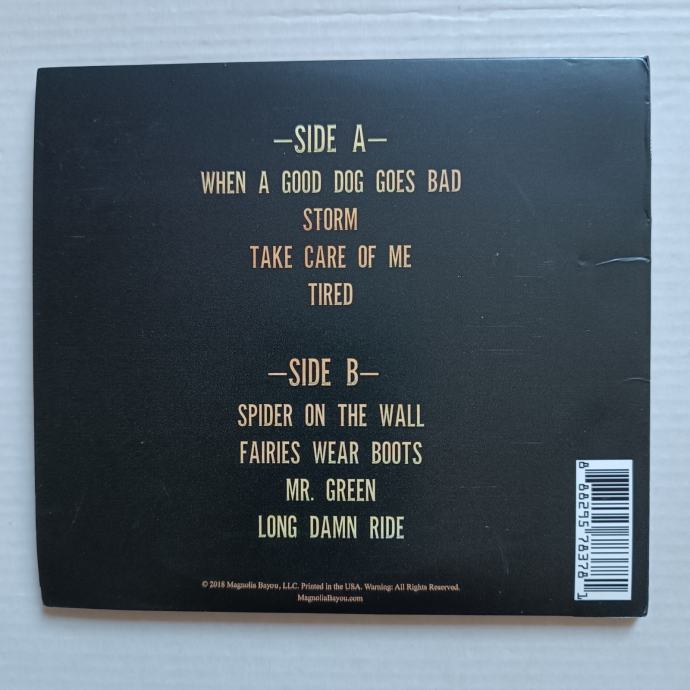 —SIDE A—
WHEN A GOOD DOG GOES BAD
STORM
TAKE CARE OF ME
TIRED
—SIDE B—
SPIDER ON THE WALL
FAIRIES WEAR BOOTS
MR. GREEN
LONG DAMN RIDE
© 2018 Magnolia Bayou, LLC. Printed in the USA. Warning: All Rights Reserved.
MagnoliaBayou.com
8 88295 78378 1